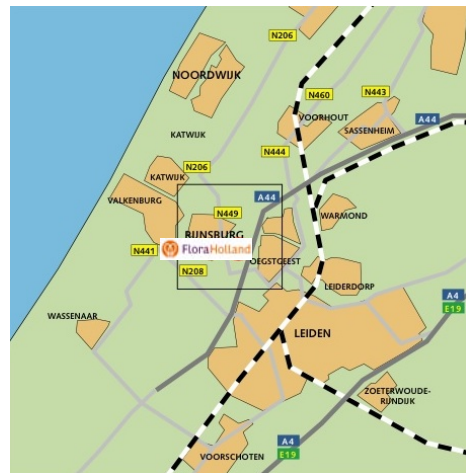 N206
NOORDWIJK
N460
N443
VOORHOUT
SASSENHEIM
A44
KATWIJK
N444
N206
KATWIJK
VALKENBURG
A44
WARMOND
N449
RIJNSBURG
N441
FloraHolland
OEGSTGEEST
N208
LEIDERDORP
A4
E19
WASSENAAR
LEIDEN
ZOETERWOUDE-
RIJNDIJK
A4
E19
VOORSCHOTEN